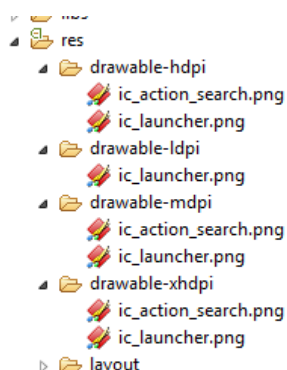 libs
res
drawable-hdpi
ic_action_search.png
ic_launcher.png
drawable-ldpi
ic_launcher.png
drawable-mdpi
ic_action_search.png
ic_launcher.png
drawable-xhdpi
ic_action_search.png
ic_launcher.png
layout